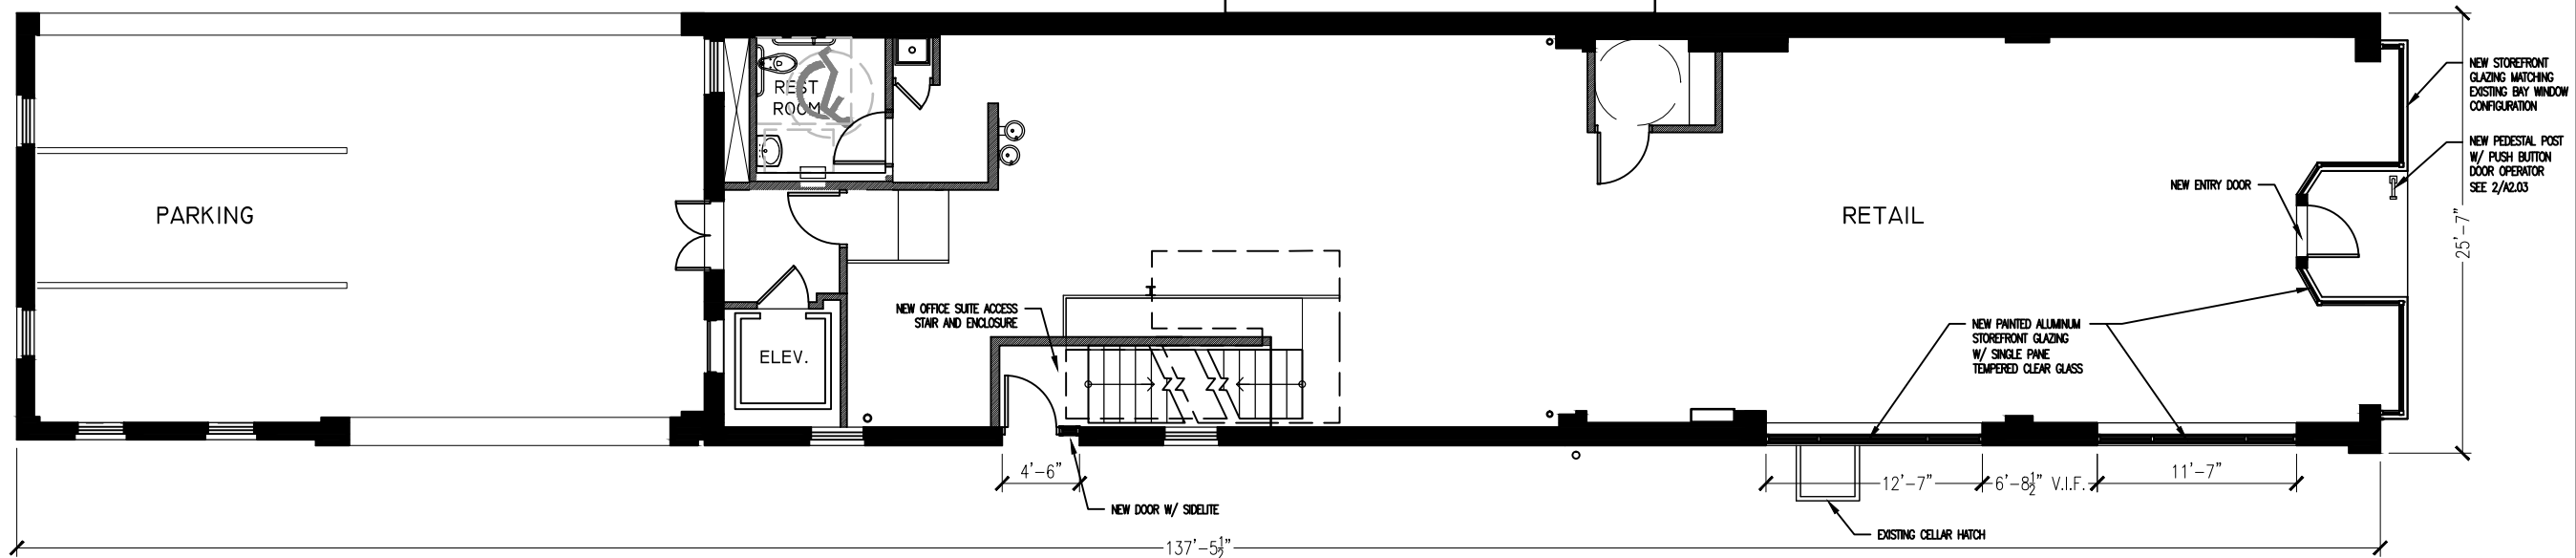 NEW STOREFRONT
GLAZING MATCHING
EXISTING BAY WINDOW
CONFIGURATION
NEW PEDESTAL POST
W/ PUSH BUTTON
DOOR OPERATOR
SEE 2/A2.03
REST
ROOM
PARKING
RETAIL
NEW ENTRY DOOR
25'-7"
NEW OFFICE SUITE ACCESS
STAIR AND ENCLOSURE
ELEV.
NEW PAINTED ALUMINUM
STOREFRONT GLAZING
W/ SINGLE PANE
TEMPERED CLEAR GLASS
4'-6"
12'-7"
6'-8½" V.I.F.
11'-7"
NEW DOOR W/ SIDELITE
EXISTING CELLAR HATCH
137'-5½"